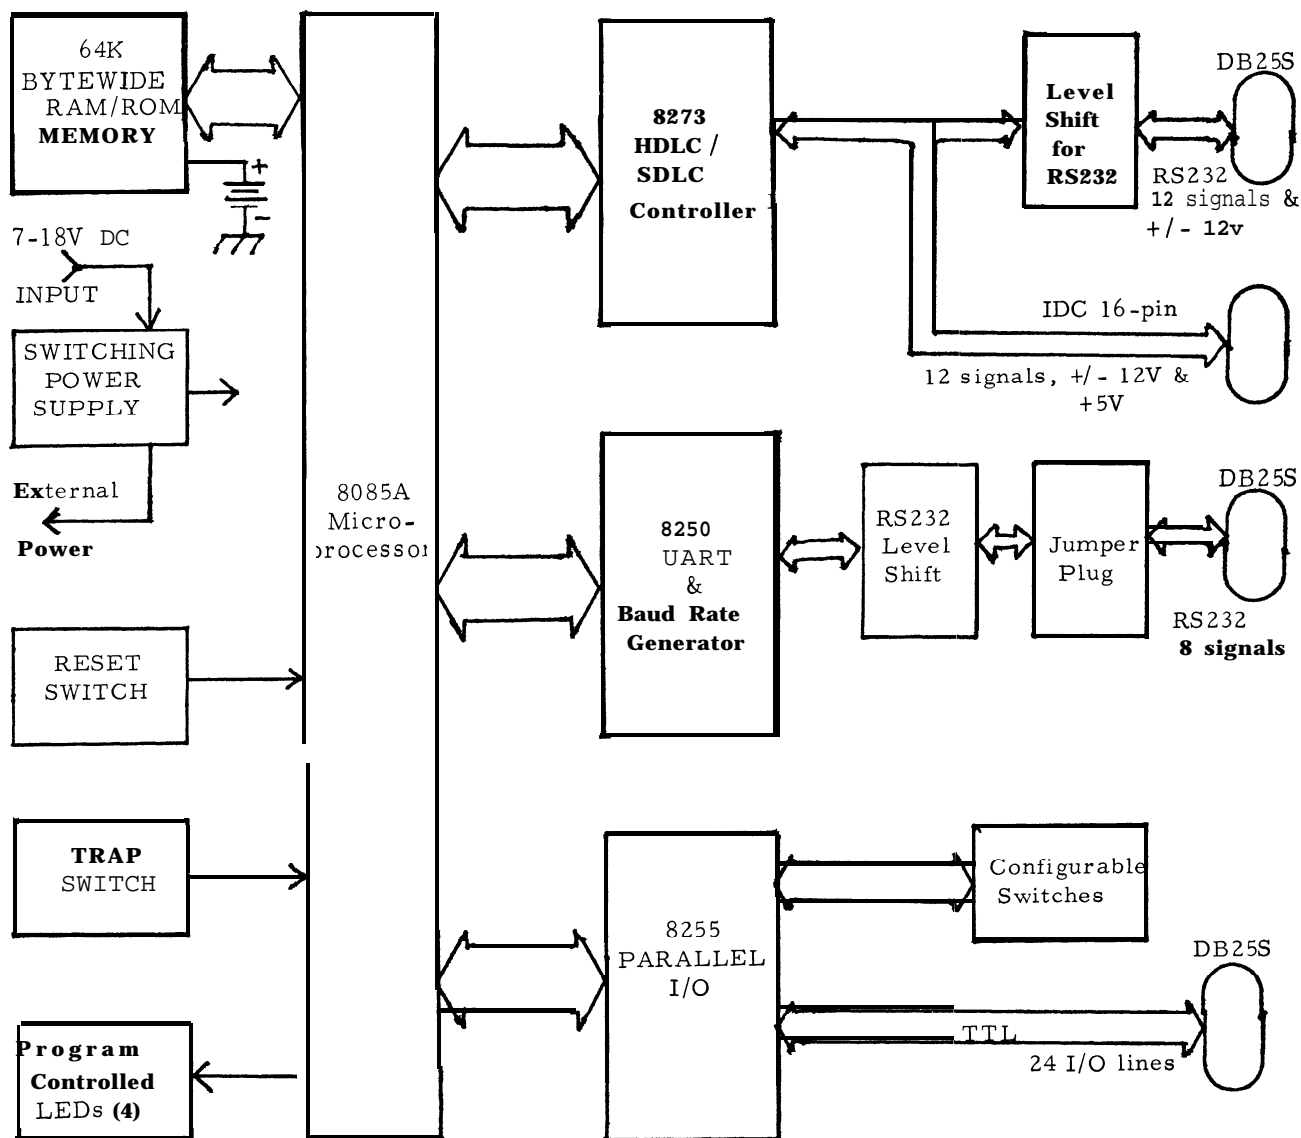 64K
BYTEWIDE
RAM/ROM
MEMORY
+
-
7-18V DC
INPUT
SWITCHING
POWER
SUPPLY
External
Power
RESET
SWITCH
TRAP
SWITCH
Program
Controlled
LEDs (4)
8085A
Micro-
processor
8273
HDLC /
SDLC
Controller
Level
Shift
for
RS232
DB25S
RS232
12 signals &
+/- 12v
IDC 16-pin
12 signals, +/- 12V &
+5V
8250
UART
&
Baud Rate
Generator
RS232
Level
Shift
Jumper
Plug
DB25S
RS232
8 signals
8255
PARALLEL
I/O
Configurable
Switches
DB25S
TTL
24 I/O lines